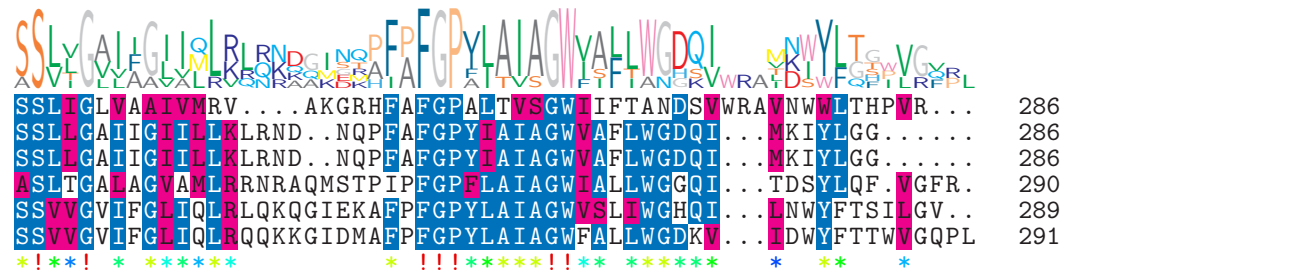 SSLIGLVAAIVMRV....AKGRHFAFGPALTVSGWIIFTANDSVWRAVNWWLTHPVR... 286
SSLLGAIIGIILLKLRND..NQPFAFGPYIAIAGWVAFLWGDQI...MKIYLGG...... 286
SSLLGAIIGIILLKLRND..NQPFAFGPYIAIAGWVAFLWGDQI...MKIYLGG...... 286
ASLTGALAGVAMLRRNRAQMSTPIPFGPFLAIAGWIALLWGGQI...TDSYLQF.VGFR. 290
SSVVGVIFGLIQLRLQKQGIEKAFPFGPYLAIAGWVSLIWGHQI...LNWYFTSILGV.. 289
SSVVGVIFGLIQLRQQKKGIDMAFPFGPYLAIAGWFALLWGDKV...IDWYFTTWVGQPL 291
*!**! * ******         * !!!*****!!** ******   *  **   *